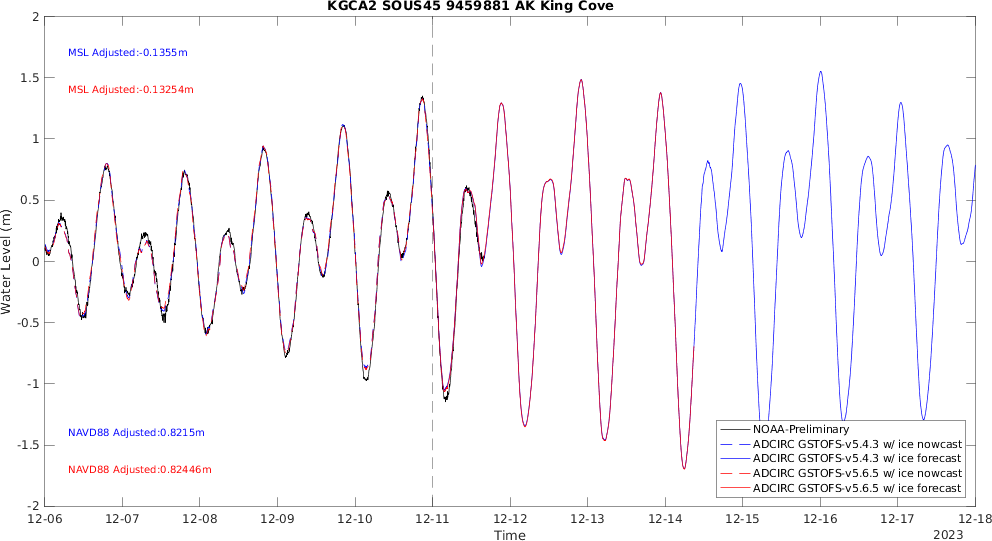 KGCA2 SOUS45 9459881 AK King Cove
2
1.5
1
0.5
0
-0.5
-1
-1.5
-2
Water Level (m)
MSL Adjusted:-0.1355m
MSL Adjusted:-0.13254m
NAVD88 Adjusted:0.8215m
NAVD88 Adjusted:0.82446m
NOAA-Preliminary
ADCIRC GSTOFS-v5.4.3 w/ ice nowcast
ADCIRC GSTOFS-v5.4.3 w/ ice forecast
ADCIRC GSTOFS-v5.6.5 w/ ice nowcast
ADCIRC GSTOFS-v5.6.5 w/ ice forecast
12-06 12-07 12-08 12-09 12-10 12-11 12-12 12-13 12-14 12-15 12-16 12-17 12-18
Time
2023